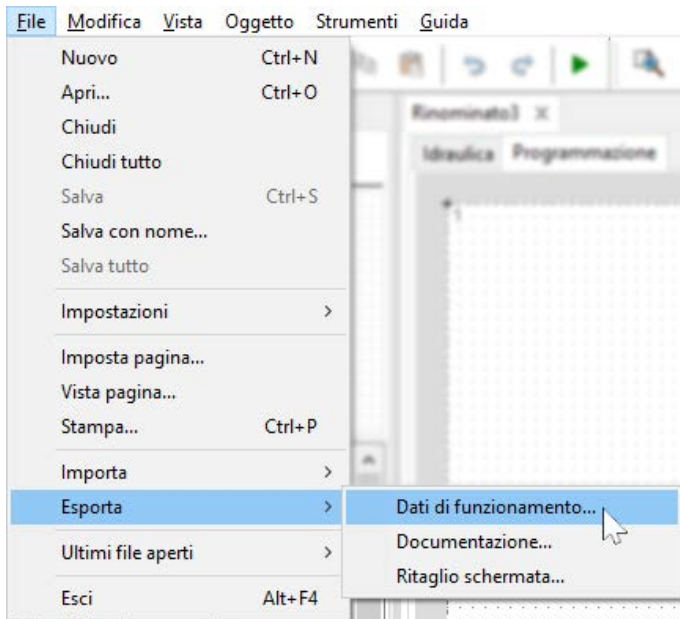 File Modifica Vista Oggetto Strumenti Guida
Nuovo Ctrl+N
Apri... Ctrl+O
Chiudi
Chiudi tutto
Salva Ctrl+S
Salva con nome...
Salva tutto
Impostazioni >
Imposta pagina...
Vista pagina...
Stampa... Ctrl+P
Importa >
Esporta >
Ultimi file aperti >
Esci Alt+F4
Rinominato3 X
Idraulica Programmazione
1
Dati di funzionamento...
Documentazione...
Ritaglio schermata...